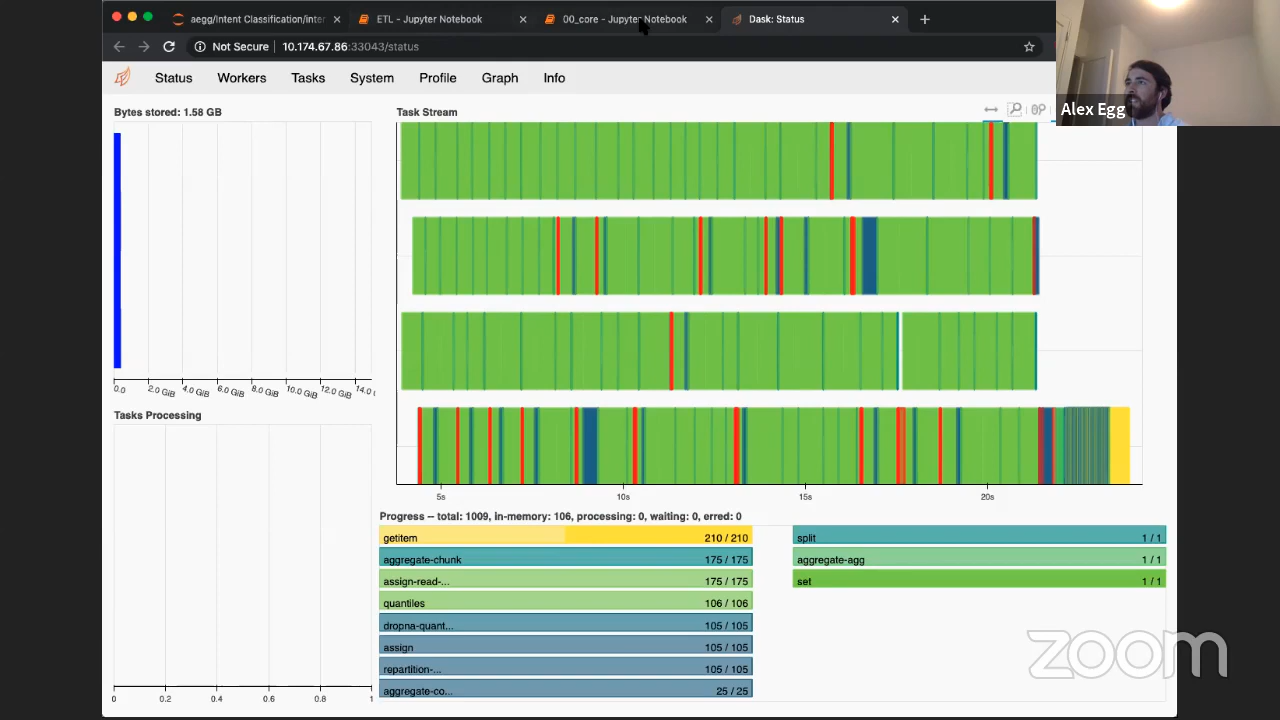 aegg/Intent Classification/inter
ETL - Jupyter Notebook
00_core - Jupyter Notebook
Dask: Status
Not Secure
10.174.67.86:33043/status
Status
Workers
Tasks
System
Profile
Graph
Info
Alex Egg
Bytes stored: 1.58 GB
Task Stream
0.0
2.0 GiB
4.0 GiB
6.0 GiB
8.0 GiB
10.0 GiB
12.0 GiB
14.0 G
Tasks Processing
5s
10s
15s
20s
Progress -- total: 1009, in-memory: 106, processing: 0, waiting: 0, erred: 0
getitem 210 / 210
aggregate-chunk 175 / 175
assign-read-... 175 / 175
quantiles 106 / 106
dropna-quant... 105 / 105
assign 105 / 105
repartition-... 105 / 105
aggregate-co... 25 / 25
split 1 / 1
aggregate-agg 1 / 1
set 1 / 1
0
0.2
0.4
0.6
0.8
1
zoom